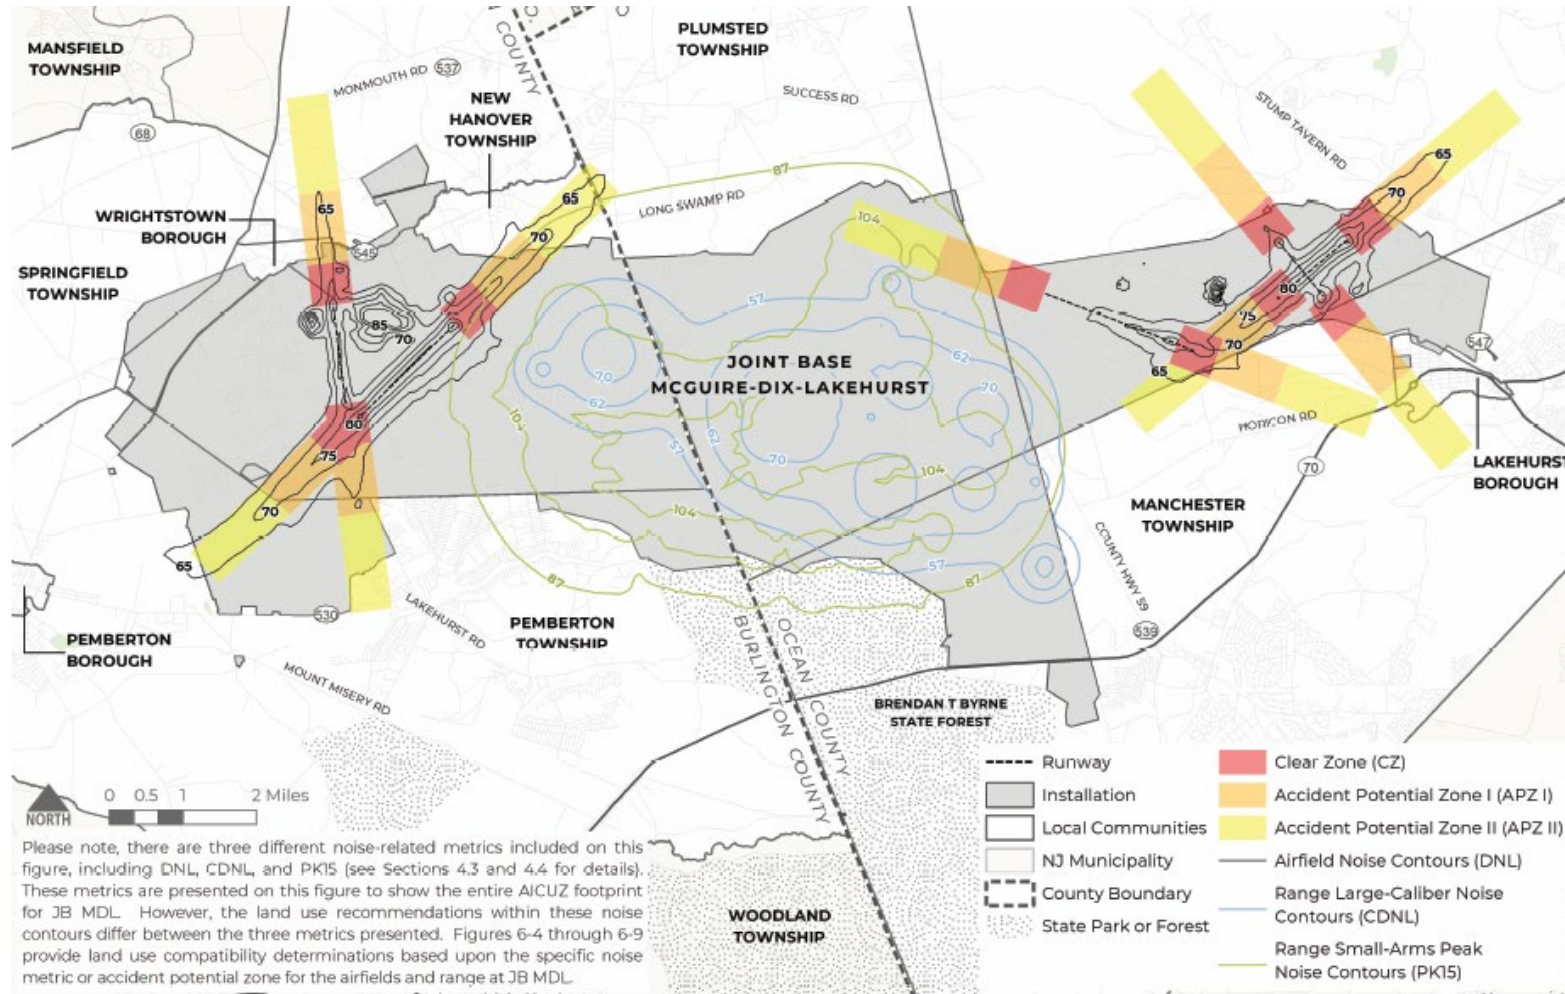 MANSFIELD
TOWNSHIP
MONMOUTH RD
537
COUNTY
PLUMSTED
TOWNSHIP
SUCCESS RD
STUMP TAVERN RD
68
NEW
HANOVER
TOWNSHIP
WRIGHTSTOWN
BOROUGH
SPRINGFIELD
TOWNSHIP
545
LONG SWAMP RD
87
104
65
65
70
85
70
80
75
70
65
57
62
70
62
57
62
70
70
104
104
104
57
87
87
JOINT BASE
MCGUIRE-DIX-LAKEHURST
65
70
80
75
70
65
547
HORICON RD
70
LAKEHURST
BOROUGH
MANCHESTER
TOWNSHIP
COUNTY HWY 59
539
530
LAKEHURST RD
PEMBERTON
BOROUGH
PEMBERTON
TOWNSHIP
MOUNT MISERY RD
OCEAN COUNTY
BURLINGTON COUNTY
BRENDAN T BYRNE
STATE FOREST
WOODLAND
TOWNSHIP
NORTH
0 0.5 1 2 Miles
Please note, there are three different noise-related metrics included on this
figure, including DNL, CDNL, and PK15 (see Sections 4.3 and 4.4 for details).
These metrics are presented on this figure to show the entire AICUZ footprint
for JB MDL. However, the land use recommendations within these noise
contours differ between the three metrics presented. Figures 6-4 through 6-9
provide land use compatibility determinations based upon the specific noise
metric or accident potential zone for the airfields and range at JB MDL.
Runway
Installation
Local Communities
NJ Municipality
County Boundary
State Park or Forest
Clear Zone (CZ)
Accident Potential Zone I (APZ I)
Accident Potential Zone II (APZ II)
Airfield Noise Contours (DNL)
Range Large-Caliber Noise
Contours (CDNL)
Range Small-Arms Peak
Noise Contours (PK15)